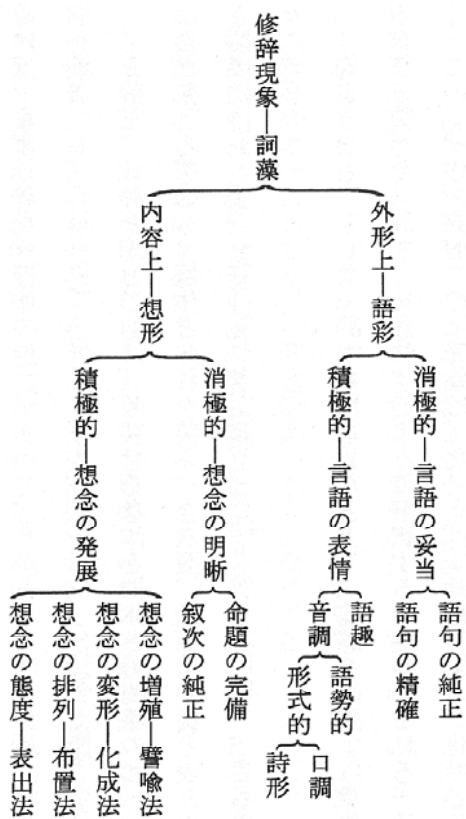 修辞現象―詞藻
外形上―語彩
消極的―言語の妥当
語句の純正
語句の精確
積極的―言語の表情
語趣
音調
語勢的
形式的
口調
詩形
内容上―想形
消極的―想念の明晰
命題の完備
叙次の純正
積極的―想念の発展
想念の増殖―譬喩法
想念の変形―化成法
想念の排列―布置法
想念の態度―表出法